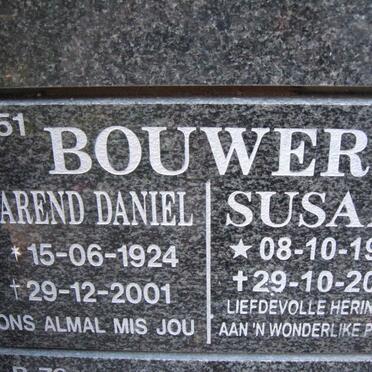 51
BOUWER
AREND DANIEL
* 15-06-1924
† 29-12-2001
ONS ALMAL MIS JOU
SUSA
★ 08-10-19
† 29-10-20
LIEFDEVOLLE HERIN
AAN 'N WONDERLIKE P